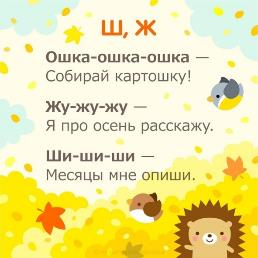 Ш, Ж
Ошка-ошка-ошка —
Собирай картошку!
Жу-жу-жу —
Я про осень расскажу.
Ши-ши-ши —
Месяцы мне опиши.